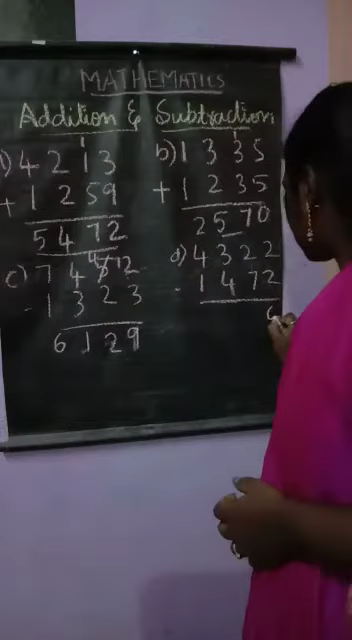 MATHEMATICS
Addition & Subtraction
1
) 4 2 1 3
+ 1 2 5 9
5 4 7 2
b) 1 3 3 5
+ 1 2 3 5
2 5 7 0
c) 7 4 5 12
- 1 3 2 3
6 1 2 9
d) 4 3 2 2
- 1 4 7 2